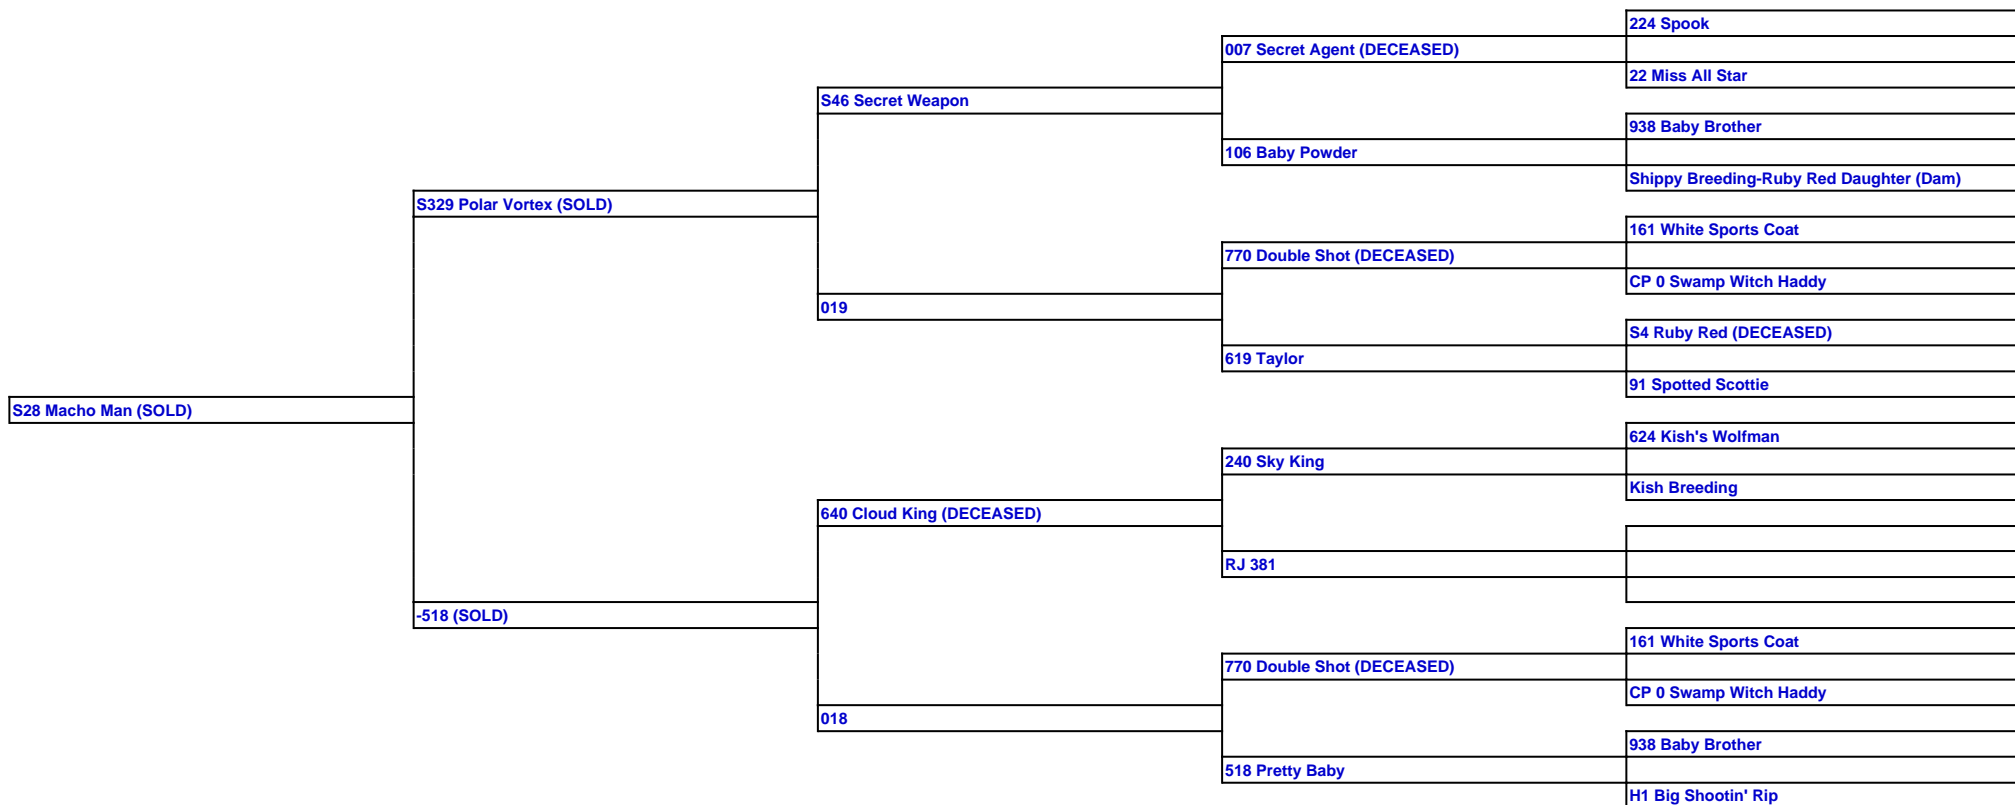 224 Spook
007 Secret Agent (DECEASED)
22 Miss All Star
S46 Secret Weapon
938 Baby Brother
106 Baby Powder
Shippy Breeding-Ruby Red Daughter (Dam)
S329 Polar Vortex (SOLD)
161 White Sports Coat
770 Double Shot (DECEASED)
CP 0 Swamp Witch Haddy
019
S4 Ruby Red (DECEASED)
619 Taylor
91 Spotted Scottie
S28 Macho Man (SOLD)
624 Kish's Wolfman
240 Sky King
Kish Breeding
640 Cloud King (DECEASED)
RJ 381
-518 (SOLD)
161 White Sports Coat
770 Double Shot (DECEASED)
CP 0 Swamp Witch Haddy
018
938 Baby Brother
518 Pretty Baby
H1 Big Shootin' Rip